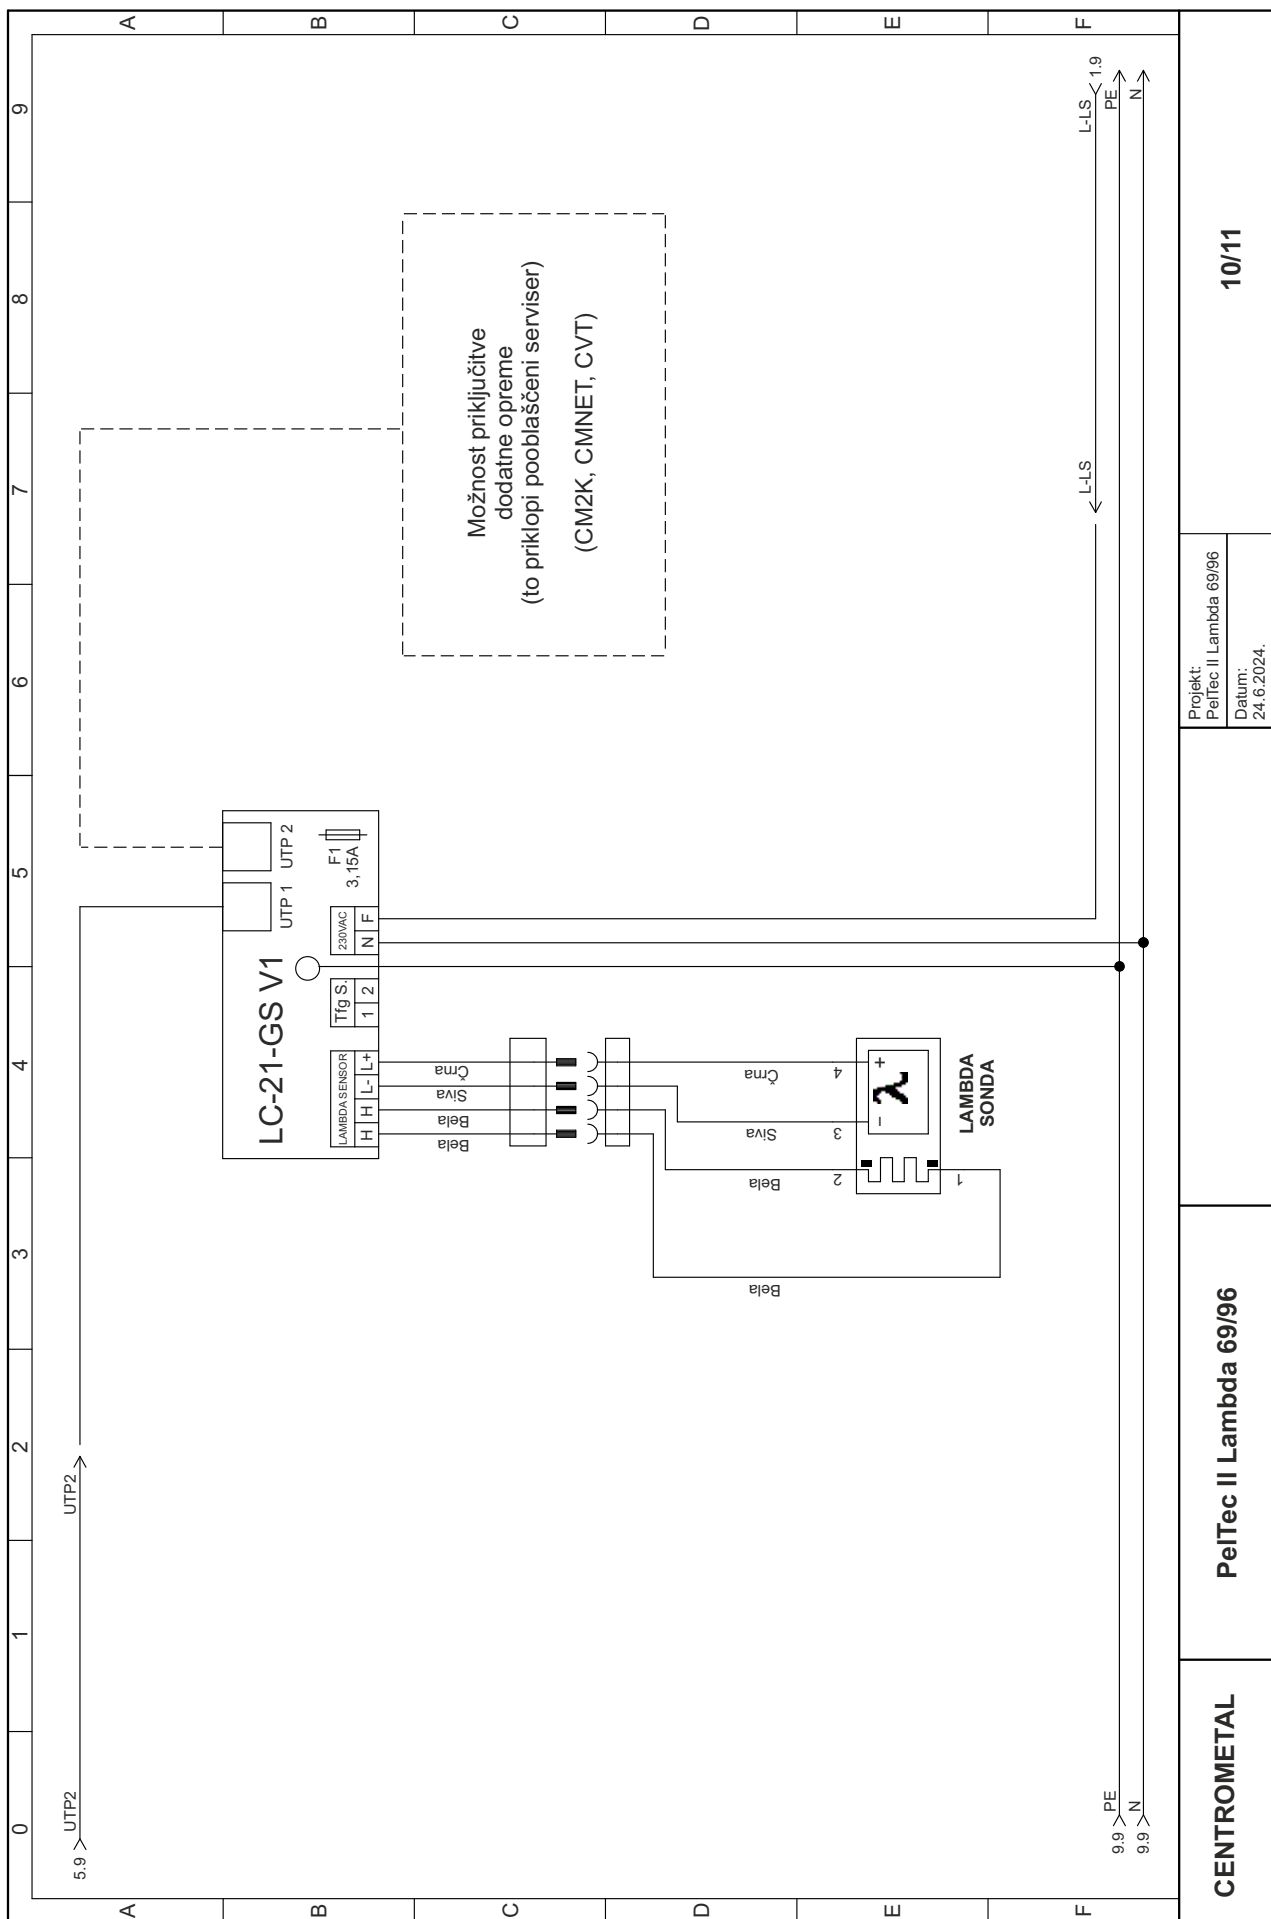 0 1 2 3 4 5 6 7 8 9
A A
B B
C C
D D
E E
F F
5.9 UTP2
UTP2
LC-21-GS V1
UTP 1
UTP 2
F1
3,15A
LAMBDA SENSOR
H H L- L+
Tfg S.
1 2
230VAC
N F
Bela
Bela
Siva
Črna
Bela
Bela
Siva
Črna
1
2
3
4
- +
λ
LAMBDA
SONDA
Možnost priključitve
dodatne opreme
(to priklopi pooblaščeni serviser)
(CM2K, CMNET, CVT)
L-LS
L-LS 1.9
9.9 PE
PE
9.9 N
N
CENTROMETAL
PelTec II Lambda 69/96
Projekt:
PelTec II Lambda 69/96
Datum:
24.6.2024.
10/11